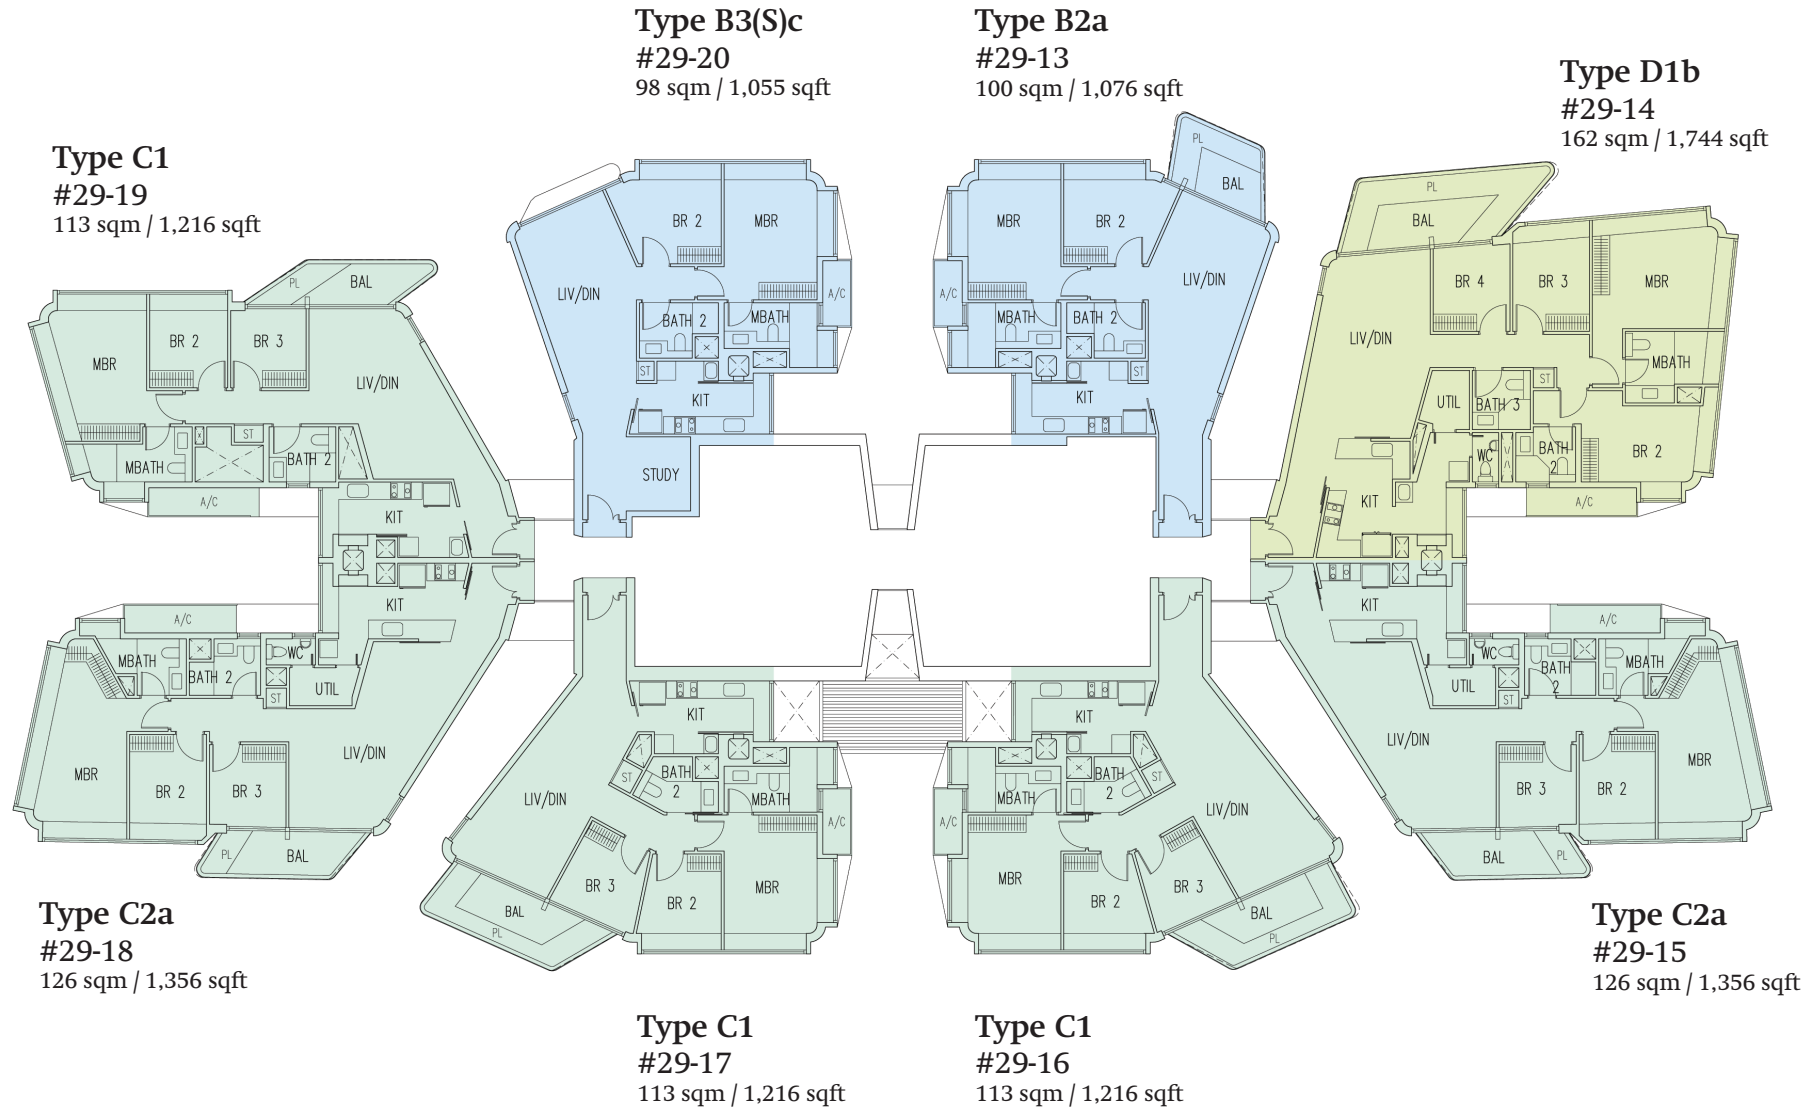 Type B3(S)c
#29-20
98 sqm / 1,055 sqft
Type B2a
#29-13
100 sqm / 1,076 sqft
Type D1b
#29-14
162 sqm / 1,744 sqft
Type C1
#29-19
113 sqm / 1,216 sqft
PL
BAL
BR 2
BR 3
MBR
LIV/DIN
ST
MBATH
BATH 2
A/C
KIT
BR 2
MBR
LIV/DIN
A/C
BATH 2
MBATH
ST
KIT
STUDY
PL
BAL
MBR
BR 2
LIV/DIN
A/C
MBATH
BATH 2
ST
KIT
PL
BAL
BR 4
BR 3
MBR
LIV/DIN
MBATH
ST
UTIL
BATH 3
WC
BATH
2
BR 2
KIT
A/C
KIT
A/C
WC
MBATH
BATH 2
UTIL
ST
LIV/DIN
MBR
BR 2
BR 3
PL
BAL
KIT
ST
BATH
2
MBATH
LIV/DIN
A/C
BR 3
BR 2
MBR
BAL
PL
KIT
BATH
2
ST
MBATH
LIV/DIN
A/C
MBR
BR 2
BR 3
BAL
PL
KIT
A/C
WC
BATH
2
MBATH
UTIL
ST
LIV/DIN
MBR
BR 3
BR 2
BAL
PL
Type C2a
#29-18
126 sqm / 1,356 sqft
Type C2a
#29-15
126 sqm / 1,356 sqft
Type C1
#29-17
113 sqm / 1,216 sqft
Type C1
#29-16
113 sqm / 1,216 sqft